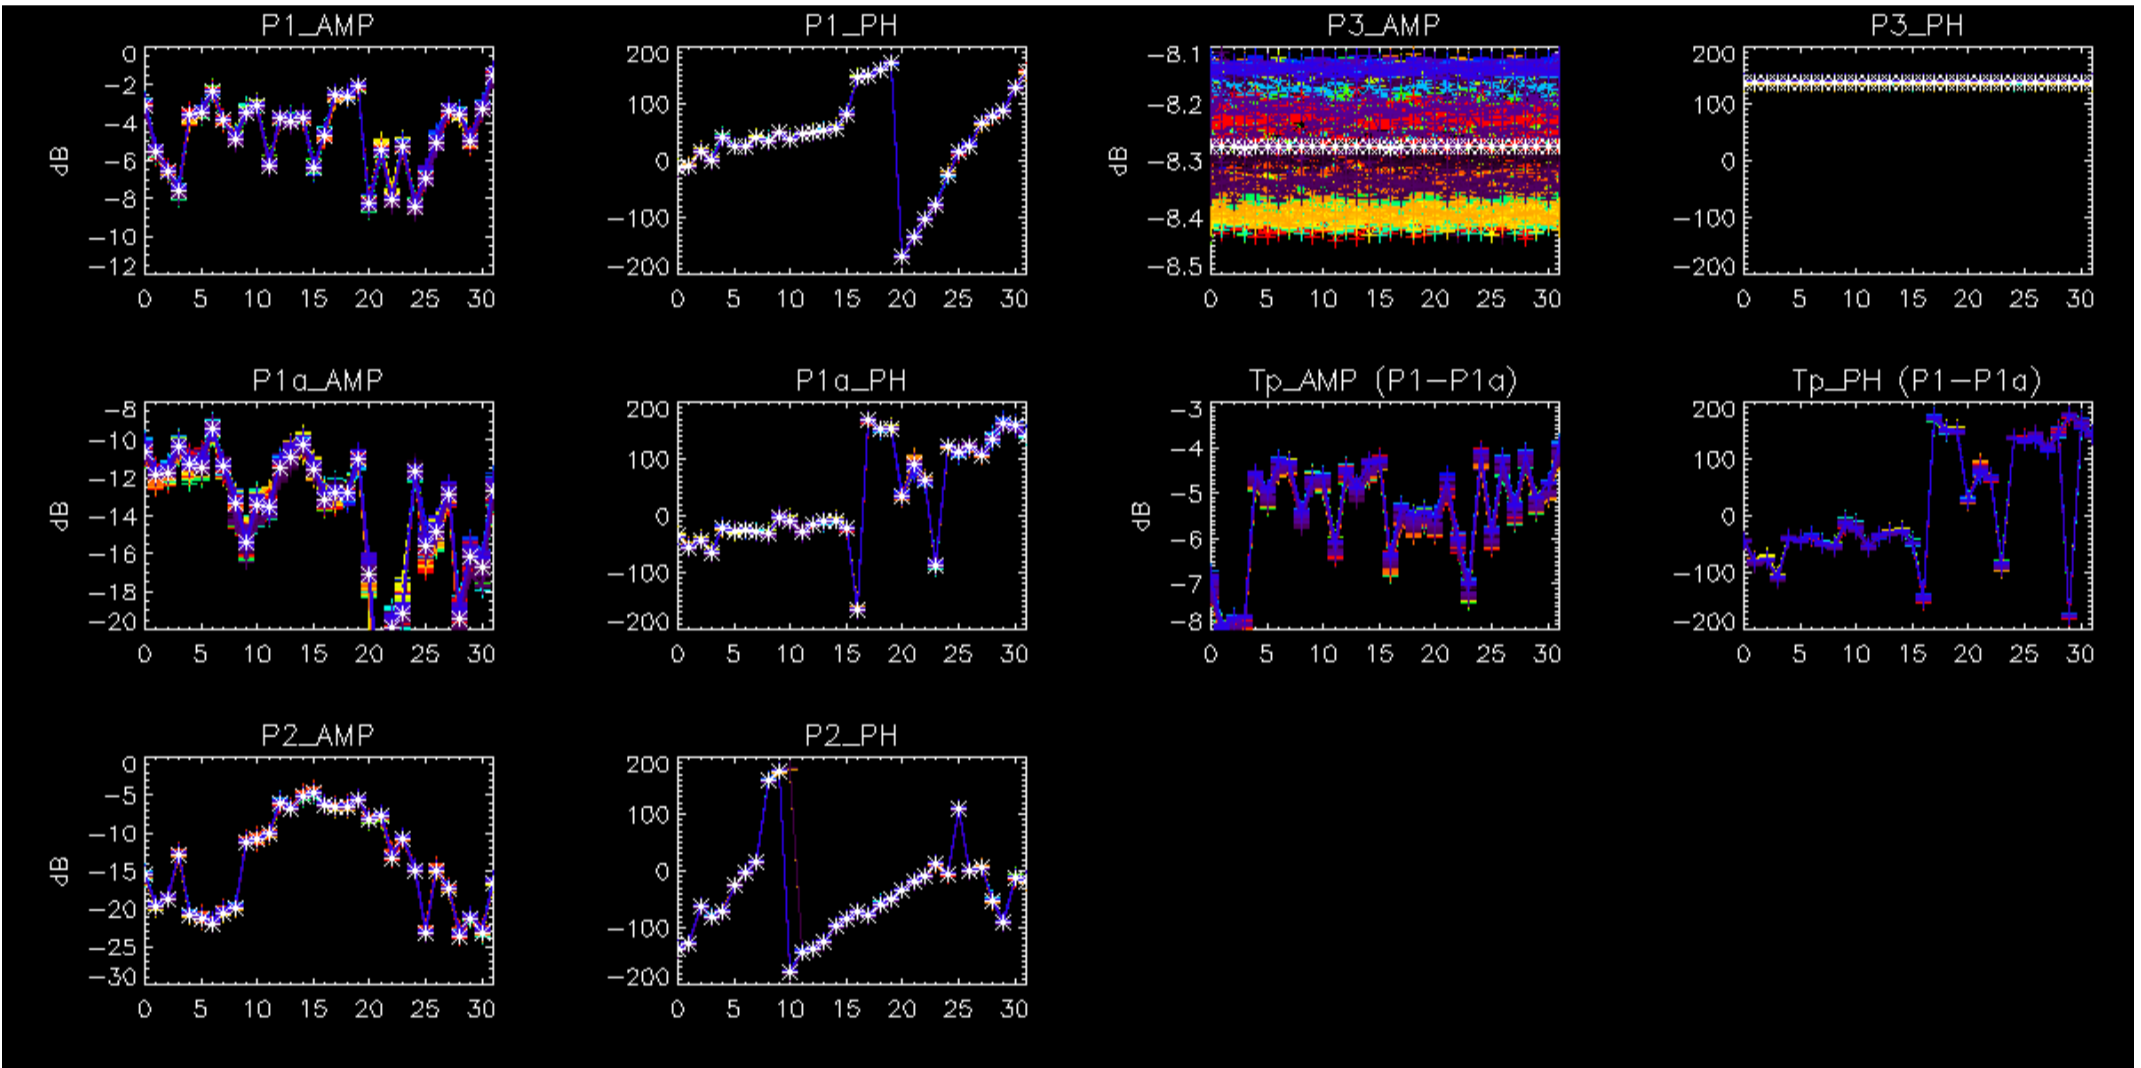 P1_AMP
P1_PH
P3_AMP
P3_PH
dB
0
−2
−4
−6
−8
−10
−12
0 5 10 15 20 25 30
200
100
0
−100
−200
0 5 10 15 20 25 30
dB
−8.1
−8.2
−8.3
−8.4
−8.5
0 5 10 15 20 25 30
200
100
0
−100
−200
0 5 10 15 20 25 30
P1a_AMP
P1a_PH
Tp_AMP (P1−P1a)
Tp_PH (P1−P1a)
dB
−8
−10
−12
−14
−16
−18
−20
0 5 10 15 20 25 30
200
100
0
−100
−200
0 5 10 15 20 25 30
dB
−3
−4
−5
−6
−7
−8
0 5 10 15 20 25 30
200
100
0
−100
−200
0 5 10 15 20 25 30
P2_AMP
P2_PH
dB
0
−5
−10
−15
−20
−25
−30
0 5 10 15 20 25 30
200
100
0
−100
−200
0 5 10 15 20 25 30